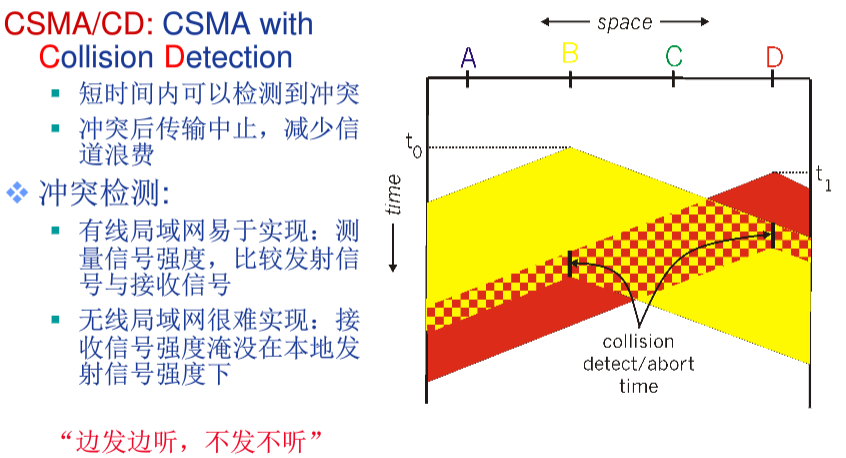 CSMA/CD: CSMA with
Collision Detection
短时间内可以检测到冲突
冲突后传输中止，减少信
道浪费
冲突检测:
有线局域网易于实现：测
量信号强度，比较发射信
号与接收信号
无线局域网很难实现：接
收信号强度淹没在本地发
射信号强度下
“边发边听，不发不听”
space
A B C D
t0
t1
time
collision
detect/abort
time